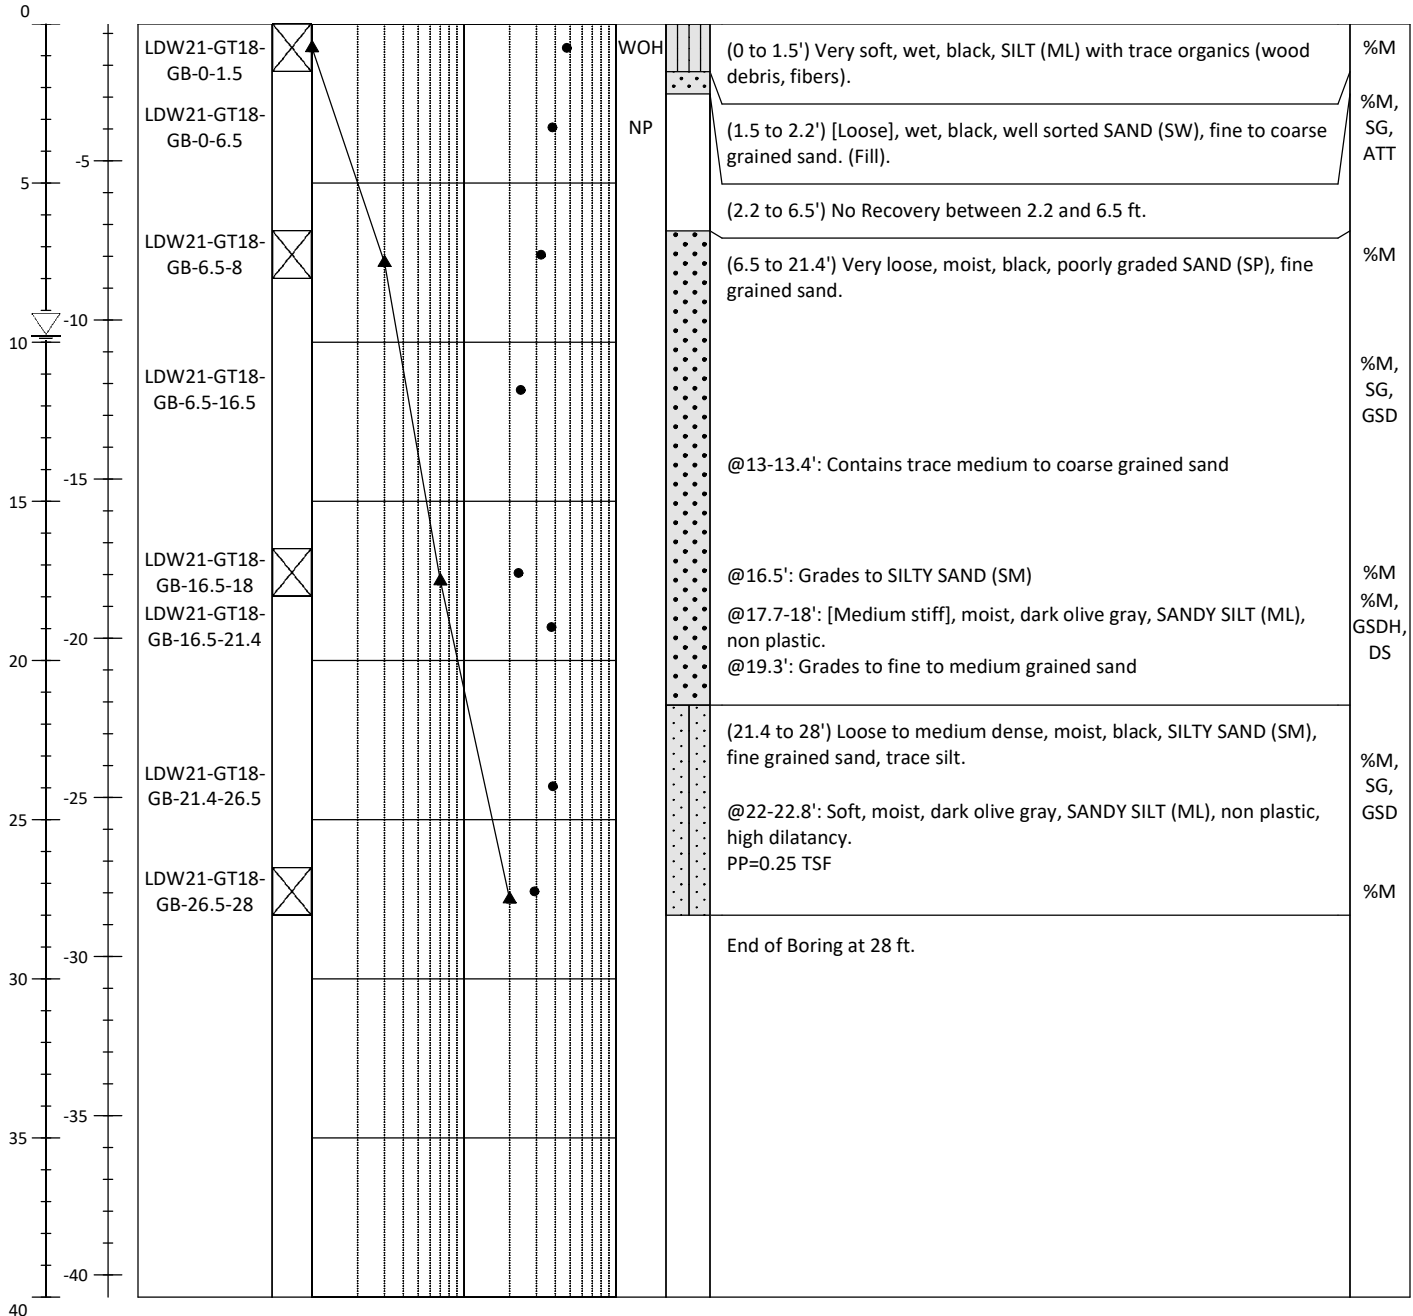 0
5
10
15
20
25
30
35
40
-5
-10
-15
-20
-25
-30
-35
-40
LDW21-GT18-
GB-0-1.5
LDW21-GT18-
GB-0-6.5
LDW21-GT18-
GB-6.5-8
LDW21-GT18-
GB-6.5-16.5
LDW21-GT18-
GB-16.5-18
LDW21-GT18-
GB-16.5-21.4
LDW21-GT18-
GB-21.4-26.5
LDW21-GT18-
GB-26.5-28
WOH
NP
(0 to 1.5') Very soft, wet, black, SILT (ML) with trace organics (wood
debris, fibers).
(1.5 to 2.2') [Loose], wet, black, well sorted SAND (SW), fine to coarse
grained sand. (Fill).
(2.2 to 6.5') No Recovery between 2.2 and 6.5 ft.
(6.5 to 21.4') Very loose, moist, black, poorly graded SAND (SP), fine
grained sand.
@13-13.4': Contains trace medium to coarse grained sand
@16.5': Grades to SILTY SAND (SM)
@17.7-18': [Medium stiff], moist, dark olive gray, SANDY SILT (ML),
non plastic.
@19.3': Grades to fine to medium grained sand
(21.4 to 28') Loose to medium dense, moist, black, SILTY SAND (SM),
fine grained sand, trace silt.
@22-22.8': Soft, moist, dark olive gray, SANDY SILT (ML), non plastic,
high dilatancy.
PP=0.25 TSF
End of Boring at 28 ft.
%M
%M,
SG,
ATT
%M
%M,
SG,
GSD
%M
%M,
GSDH,
DS
%M,
SG,
GSD
%M